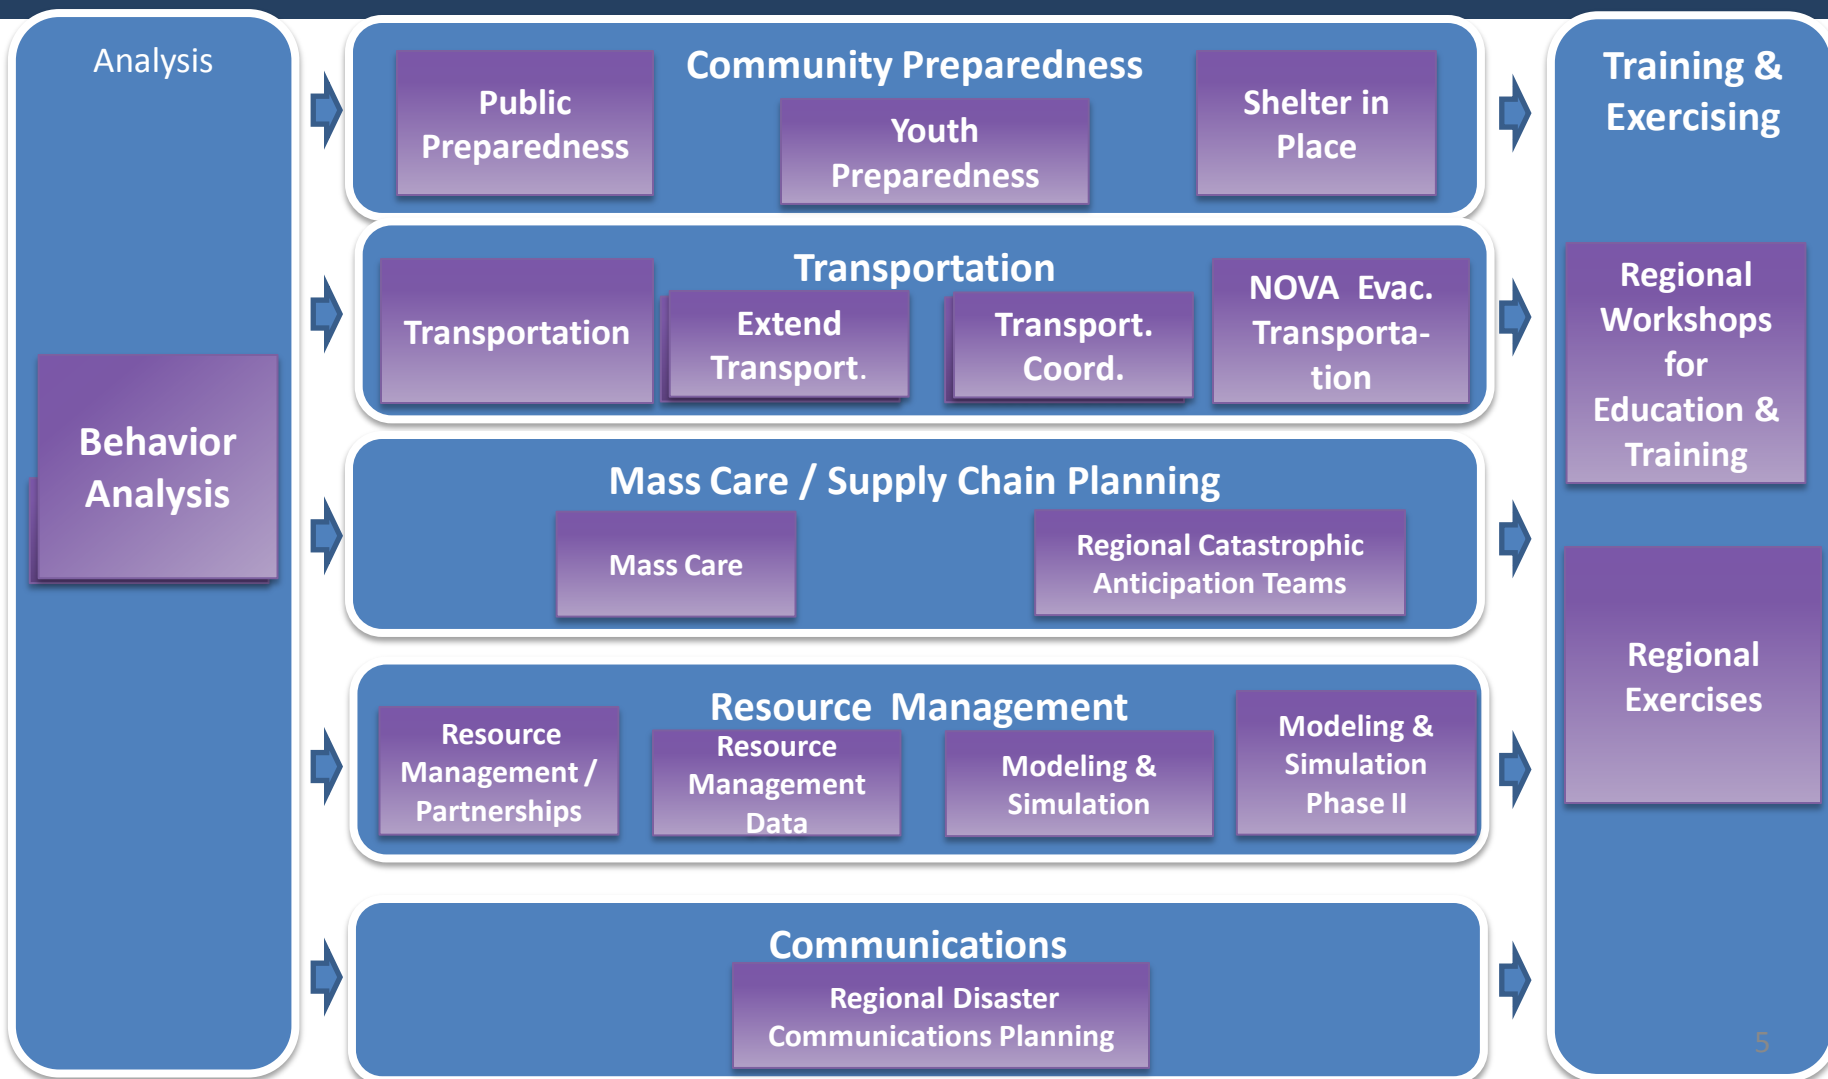 Analysis
Behavior
Analysis
Community Preparedness
Public
Preparedness
Youth
Preparedness
Shelter in
Place
Transportation
Transportation
Extend
Transport.
Transport.
Coord.
NOVA Evac.
Transporta-
tion
Mass Care / Supply Chain Planning
Mass Care
Regional Catastrophic
Anticipation Teams
Resource Management
Resource
Management /
Partnerships
Resource
Management
Data
Modeling &
Simulation
Modeling &
Simulation
Phase II
Communications
Regional Disaster
Communications Planning
Training &
Exercising
Regional
Workshops
for
Education &
Training
Regional
Exercises
5